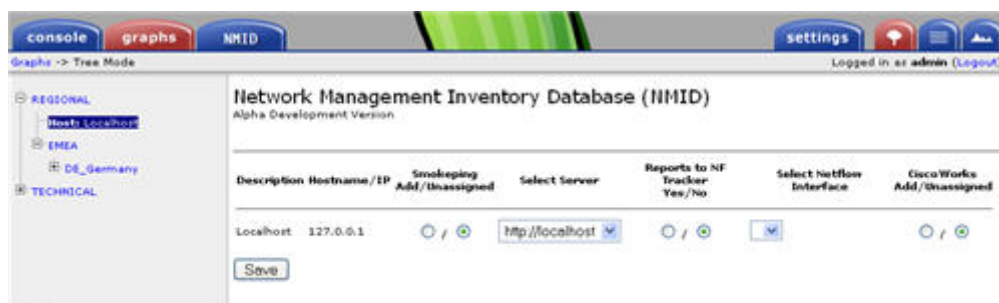 console graphs NMID settings
Graphs -> Tree Mode Logged in as admin (Logout)
REGIONAL
Host: Localhost
EMEA
DE_Germany
TECHNICAL
Network Management Inventory Database (NMID)
Alpha Development Version
Description Hostname/IP Smokeping Add/Unassigned Select Server Reports to NF Tracker Yes/No Select Netflow Interface CiscoWorks Add/Unassigned
Localhost 127.0.0.1 / http://localhost / /
Save